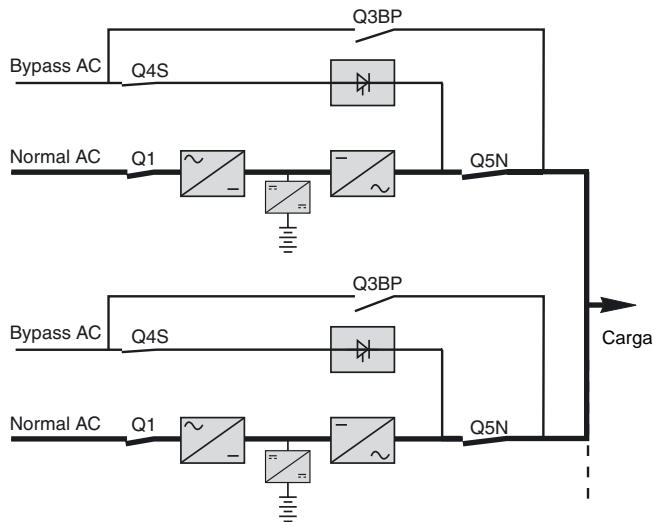 Q3BP
Bypass AC
Q4S
Normal AC
Q1
Q5N
Q3BP
Bypass AC
Q4S
Carga
Normal AC
Q1
Q5N